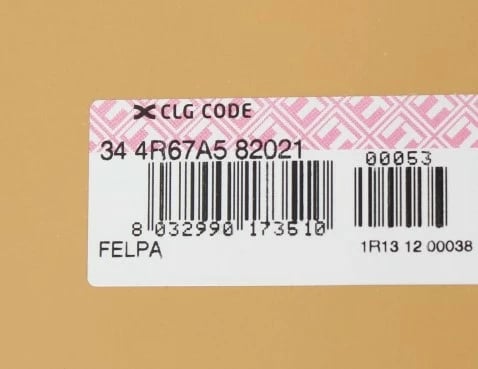 CLG CODE
34 4R67A5 82021
00053
8 032990 173610
FELPA
1R13 12 00038